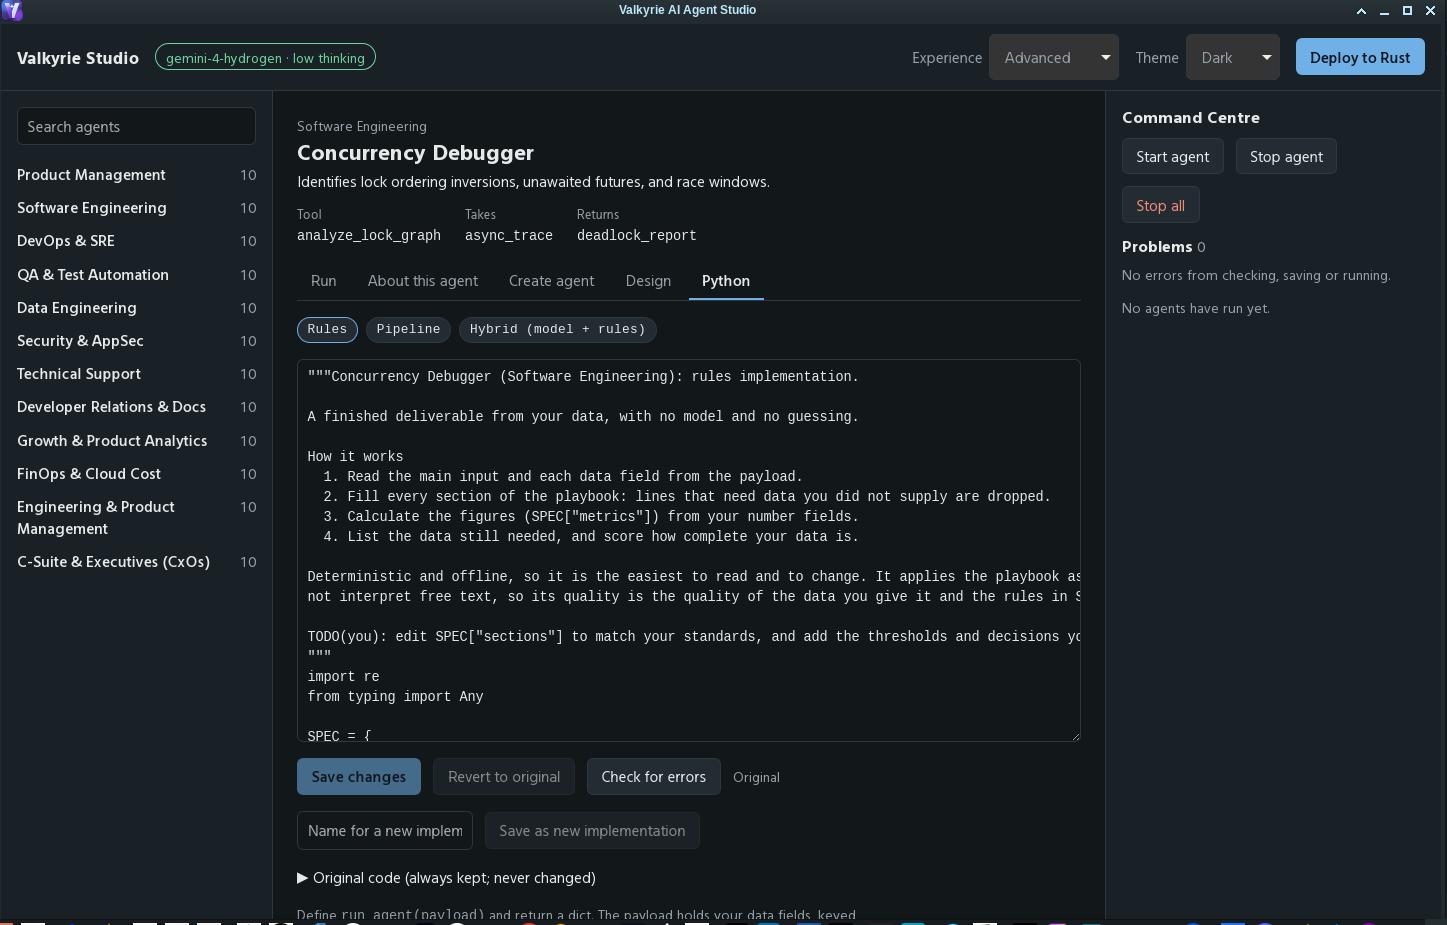 Valkyrie AI Agent Studio
Valkyrie Studio
gemini-4-hydrogen · low thinking
Experience
Advanced
Theme
Dark
Deploy to Rust
Search agents
Product Management 10
Software Engineering 10
DevOps & SRE 10
QA & Test Automation 10
Data Engineering 10
Security & AppSec 10
Technical Support 10
Developer Relations & Docs 10
Growth & Product Analytics 10
FinOps & Cloud Cost 10
Engineering & Product 10
Management
C-Suite & Executives (CxOs) 10
Software Engineering
Concurrency Debugger
Identifies lock ordering inversions, unawaited futures, and race windows.
Tool Takes Returns
analyze_lock_graph async_trace deadlock_report
Run About this agent Create agent Design Python
Rules Pipeline Hybrid (model + rules)
"""Concurrency Debugger (Software Engineering): rules implementation.
A finished deliverable from your data, with no model and no guessing.
How it works
1. Read the main input and each data field from the payload.
2. Fill every section of the playbook: lines that need data you did not supply are dropped.
3. Calculate the figures (SPEC["metrics"]) from your number fields.
4. List the data still needed, and score how complete your data is.
Deterministic and offline, so it is the easiest to read and to change. It applies the playbook as
not interpret free text, so its quality is the quality of the data you give it and the rules in S
TODO(you): edit SPEC["sections"] to match your standards, and add the thresholds and decisions yo
"""
import re
from typing import Any
SPEC = {
Save changes Revert to original Check for errors Original
Name for a new implem Save as new implementation
▶ Original code (always kept; never changed)
Define run_agent(payload) and return a dict. The payload holds your data fields, keyed
Command Centre
Start agent Stop agent
Stop all
Problems 0
No errors from checking, saving or running.
No agents have run yet.